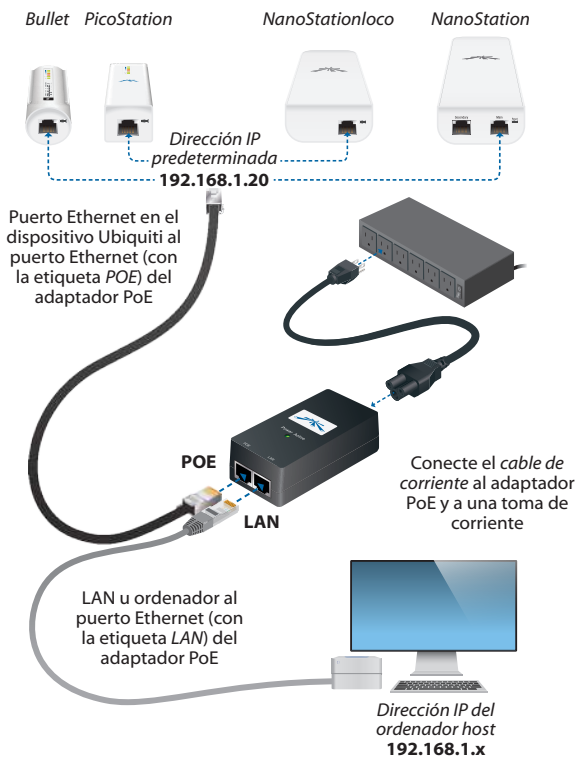 Bullet PicoStation NanoStationloco NanoStation
Dirección IP
predeterminada
192.168.1.20
Puerto Ethernet en el
dispositivo Ubiquiti al
puerto Ethernet (con
la etiqueta POE) del
adaptador PoE
POE
LAN
Conecte el cable de
corriente al adaptador
PoE y a una toma de
corriente
LAN u ordenador al
puerto Ethernet (con
la etiqueta LAN) del
adaptador PoE
Dirección IP del
ordenador host
192.168.1.x